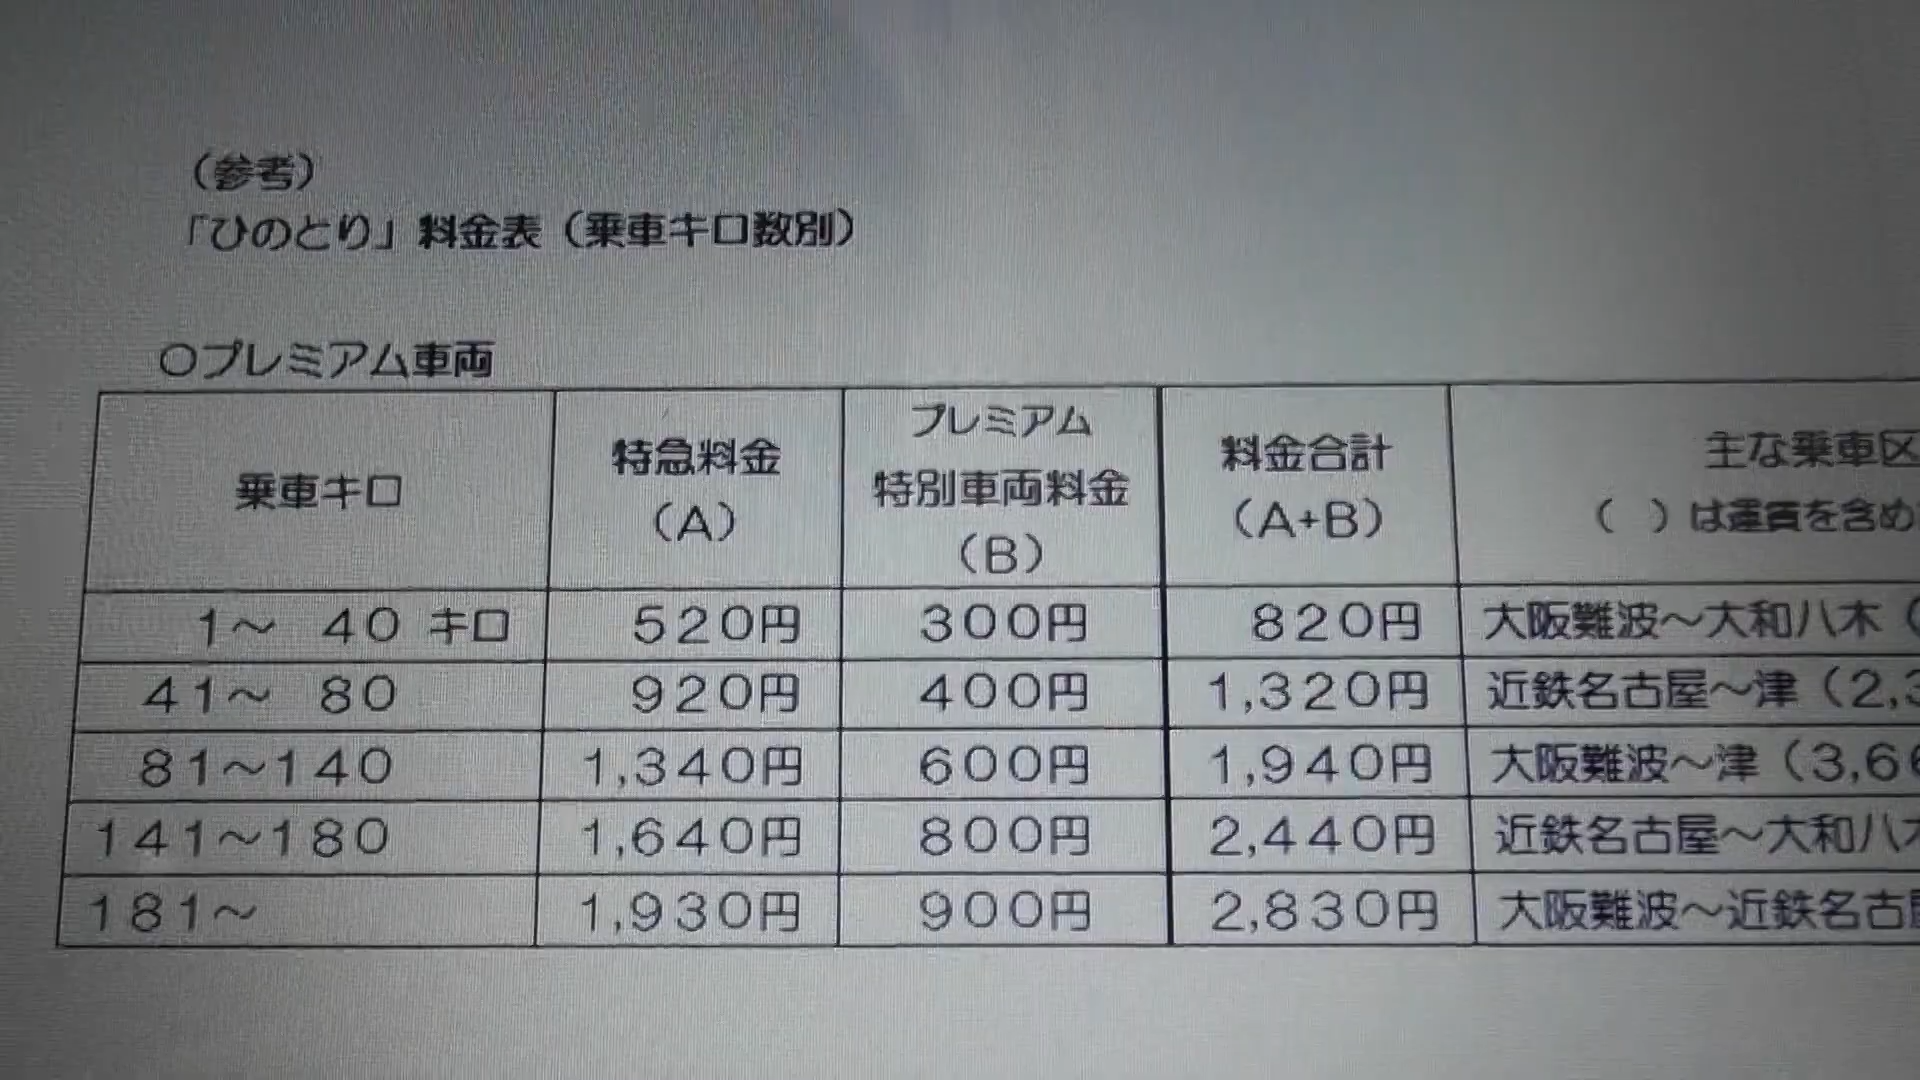 （参考）
「ひのとり」料金表（乗車キロ数別）
〇プレミアム車両
乗車キロ 特急料金（A） プレミアム特別車両料金（B） 料金合計（A+B） 主な乗車区
（ ）は運賃を含め
1～ 40 キロ 520円 300円 820円 大阪難波～大和八木（
41～ 80 920円 400円 1,320円 近鉄名古屋～津（2,3
81～140 1,340円 600円 1,940円 大阪難波～津（3,66
141～180 1,640円 800円 2,440円 近鉄名古屋～大和八木
181～ 1,930円 900円 2,830円 大阪難波～近鉄名古屋